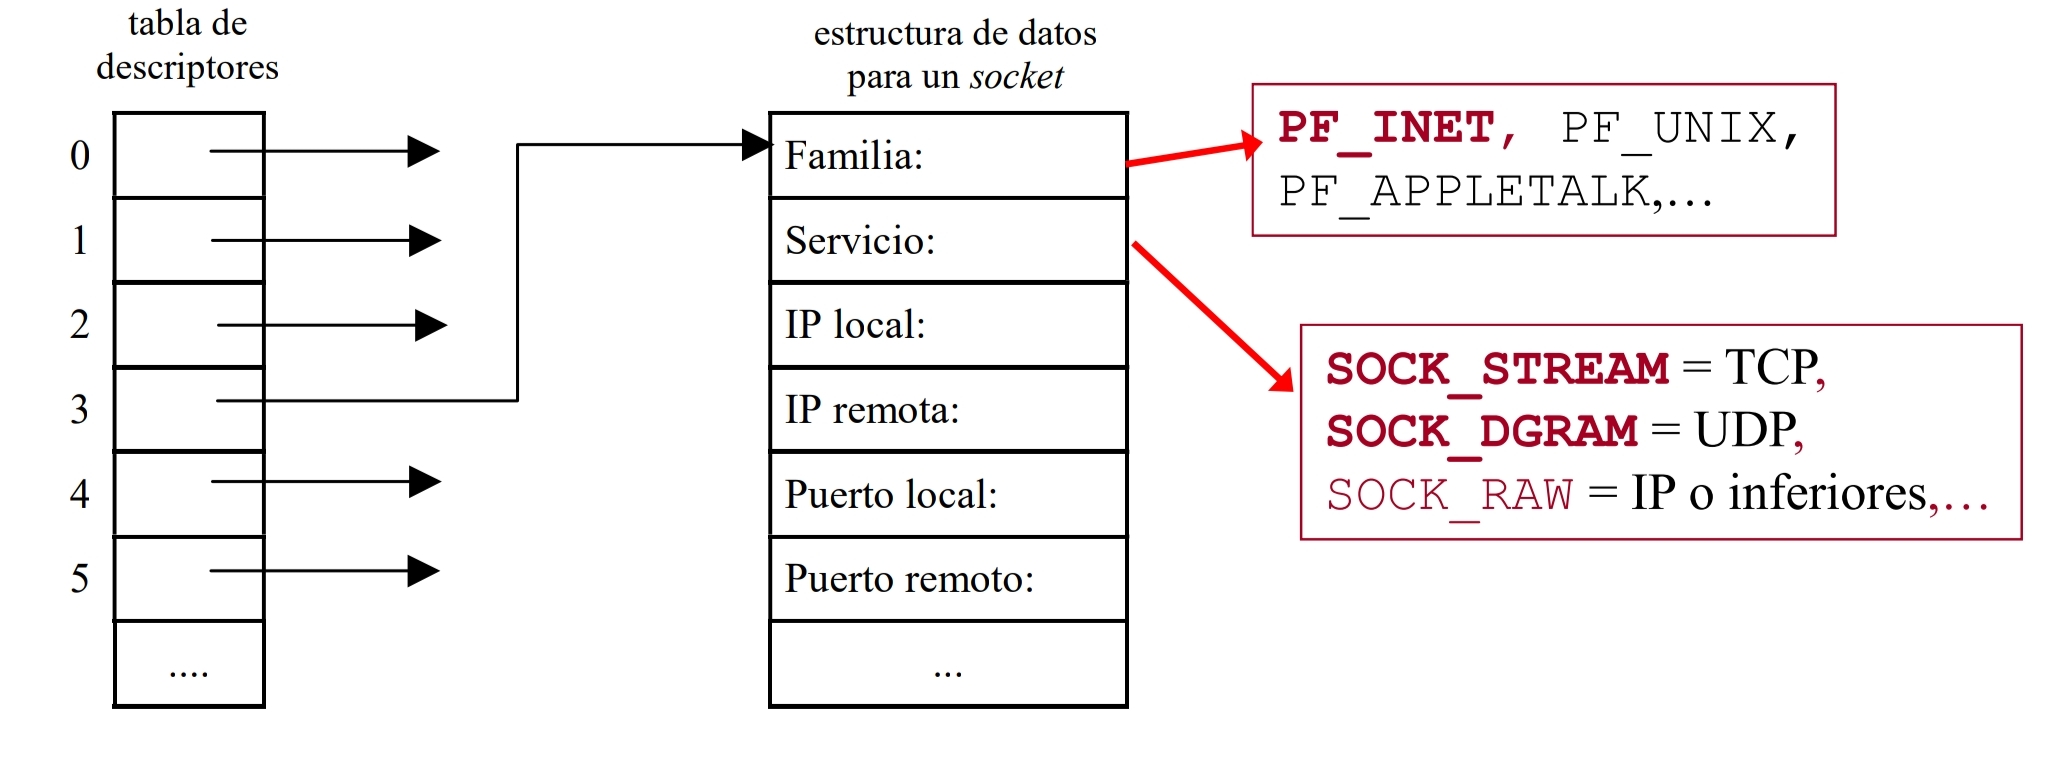 tabla de
descriptores
0
1
2
3
4
5
....
estructura de datos
para un socket
Familia:
Servicio:
IP local:
IP remota:
Puerto local:
Puerto remoto:
...
PF_INET, PF_UNIX,
PF_APPLETALK,...
SOCK_STREAM = TCP,
SOCK_DGRAM = UDP,
SOCK_RAW = IP o inferiores,...